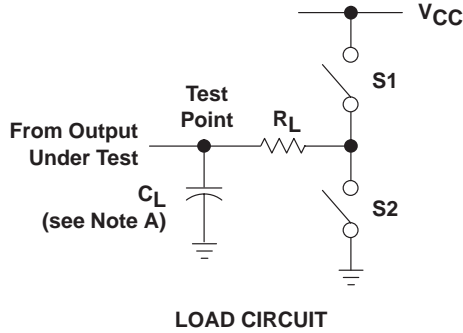 VCC
S1
Test
Point
RL
From Output
Under Test
CL
(see Note A)
S2
LOAD CIRCUIT